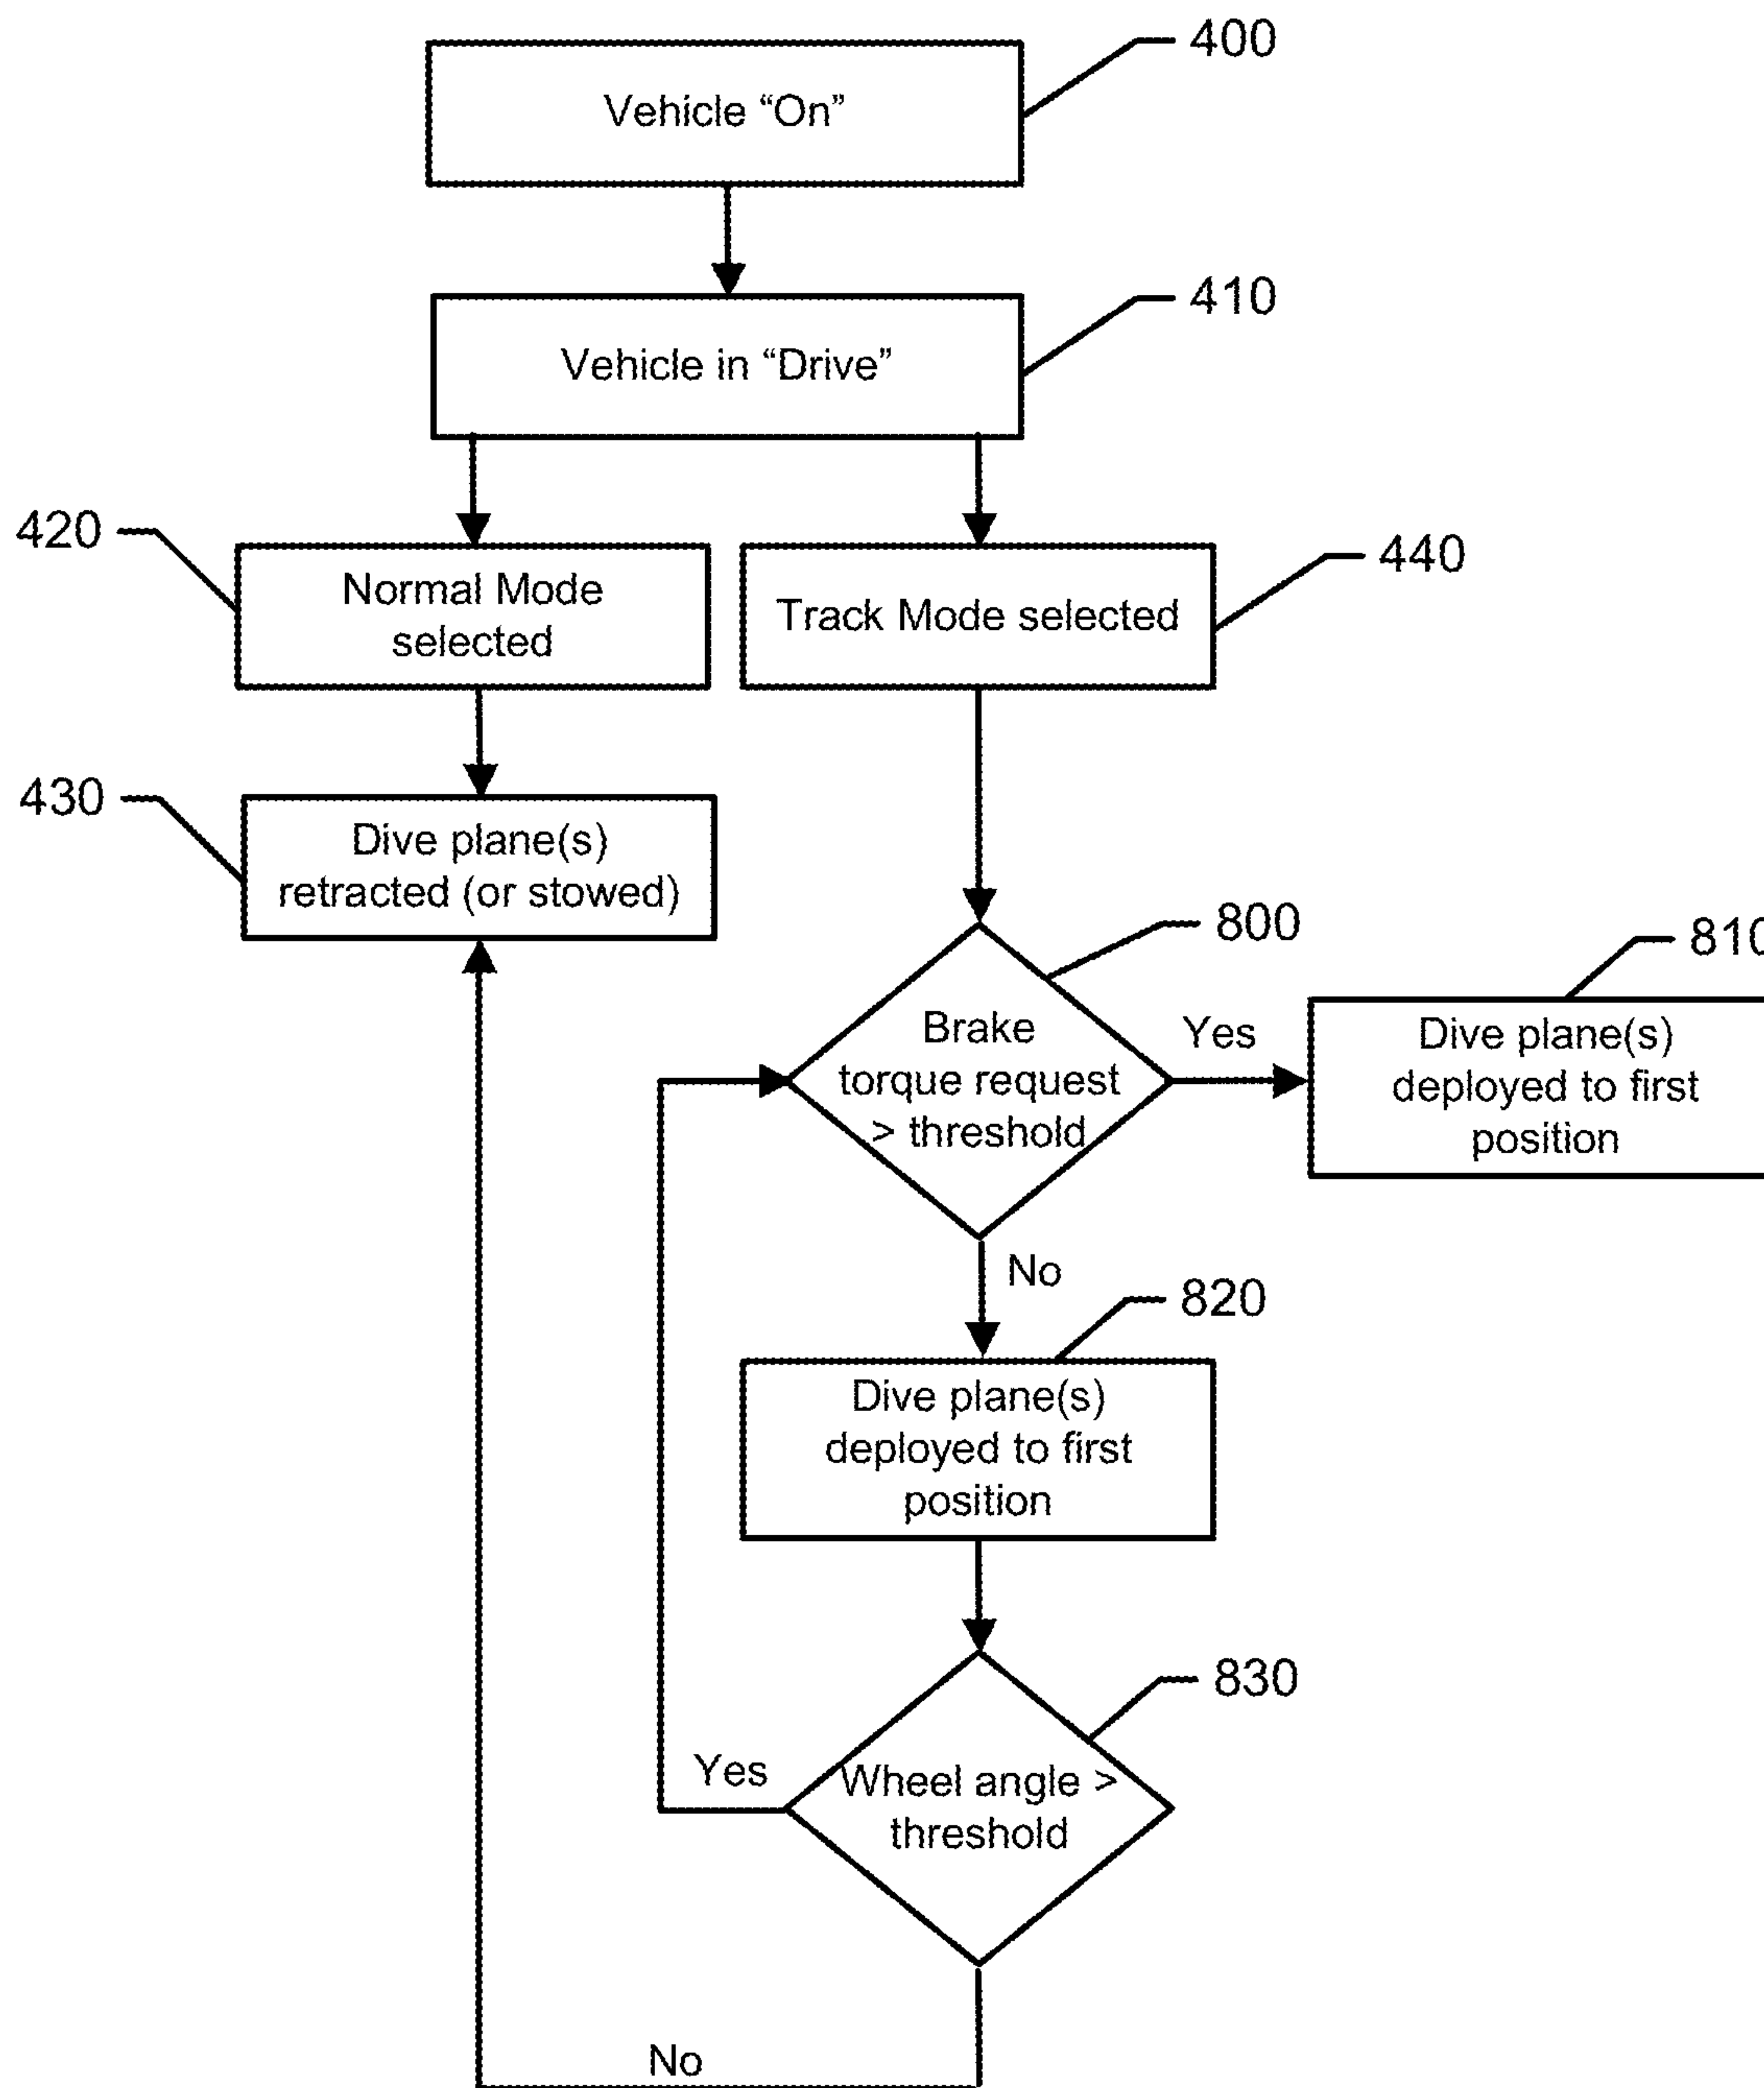 400
Vehicle “On”
410
Vehicle in “Drive”
420
Normal Mode
selected
440
Track Mode selected
430
Dive plane(s)
retracted (or stowed)
800
Brake
torque request
> threshold
Yes
810
Dive plane(s)
deployed to first
position
No
820
Dive plane(s)
deployed to first
position
830
Wheel angle >
threshold
Yes
No